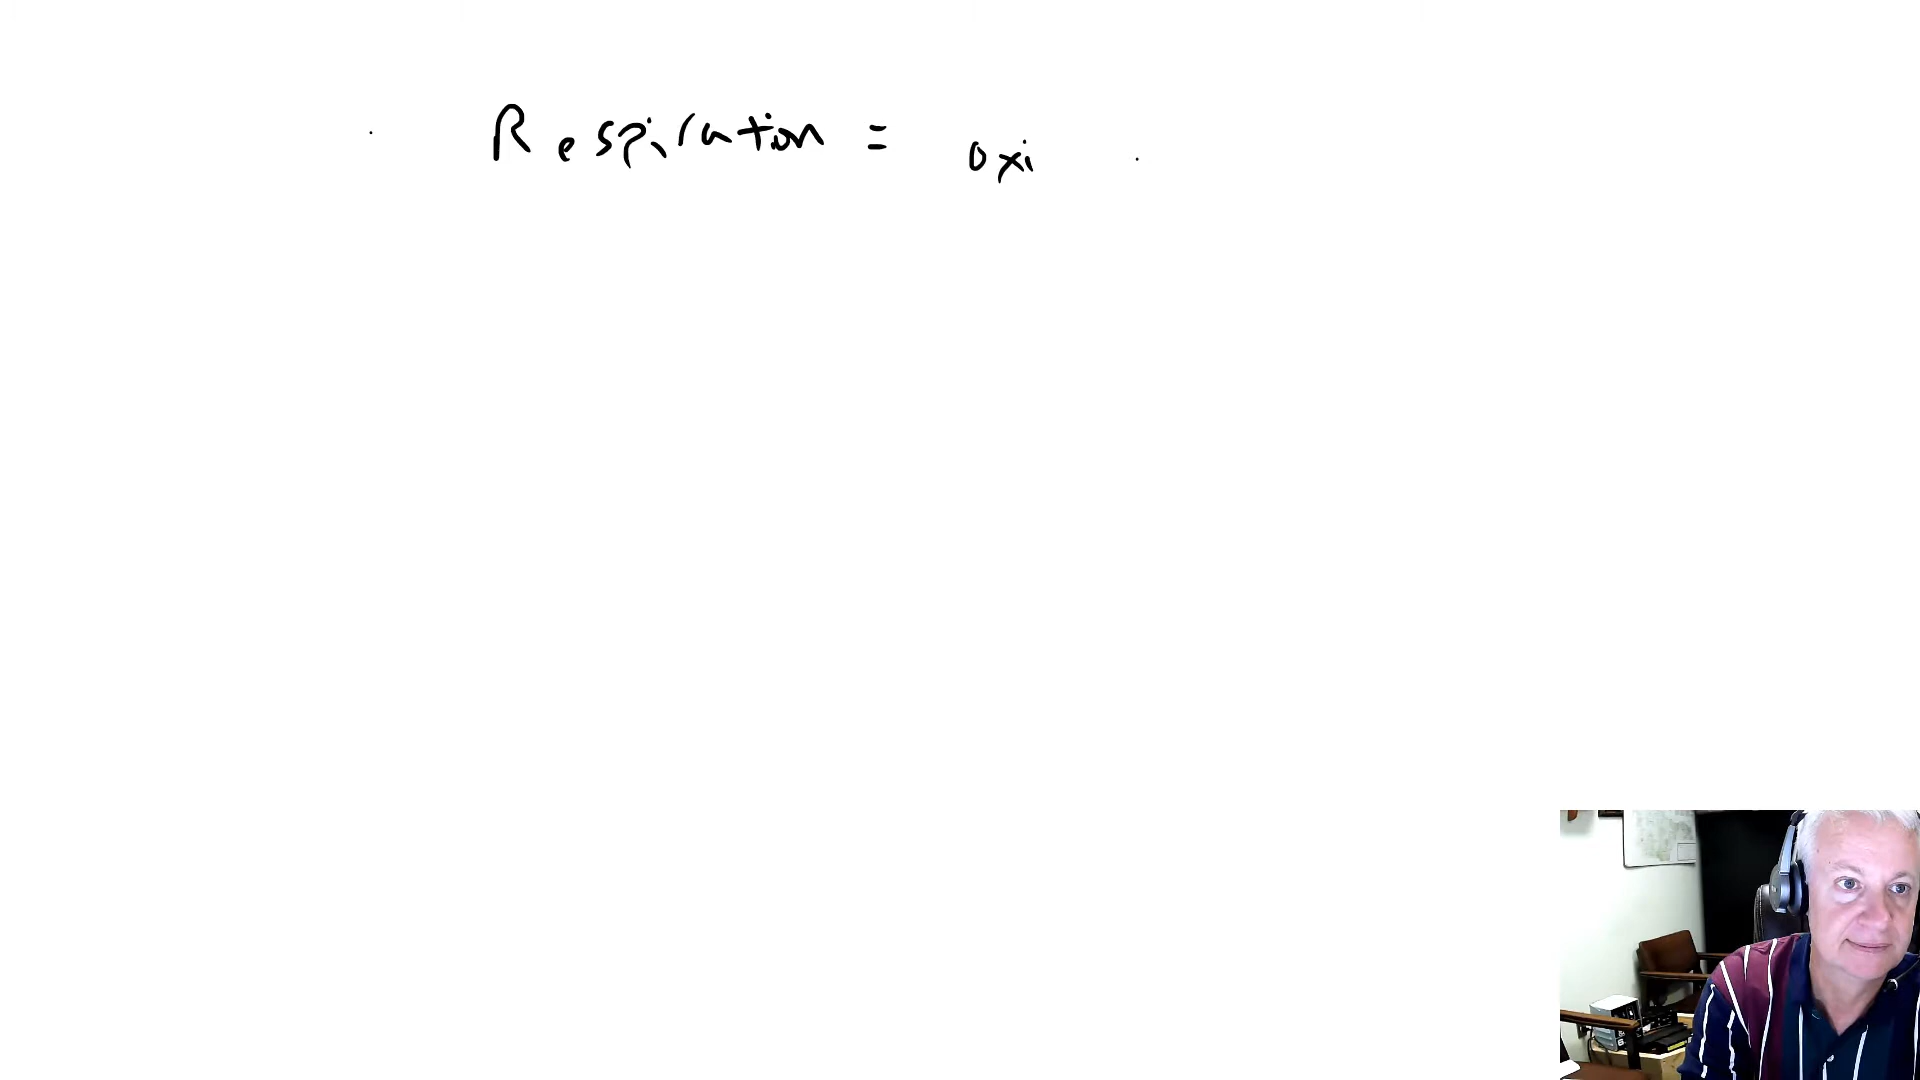 Respiration = oxi